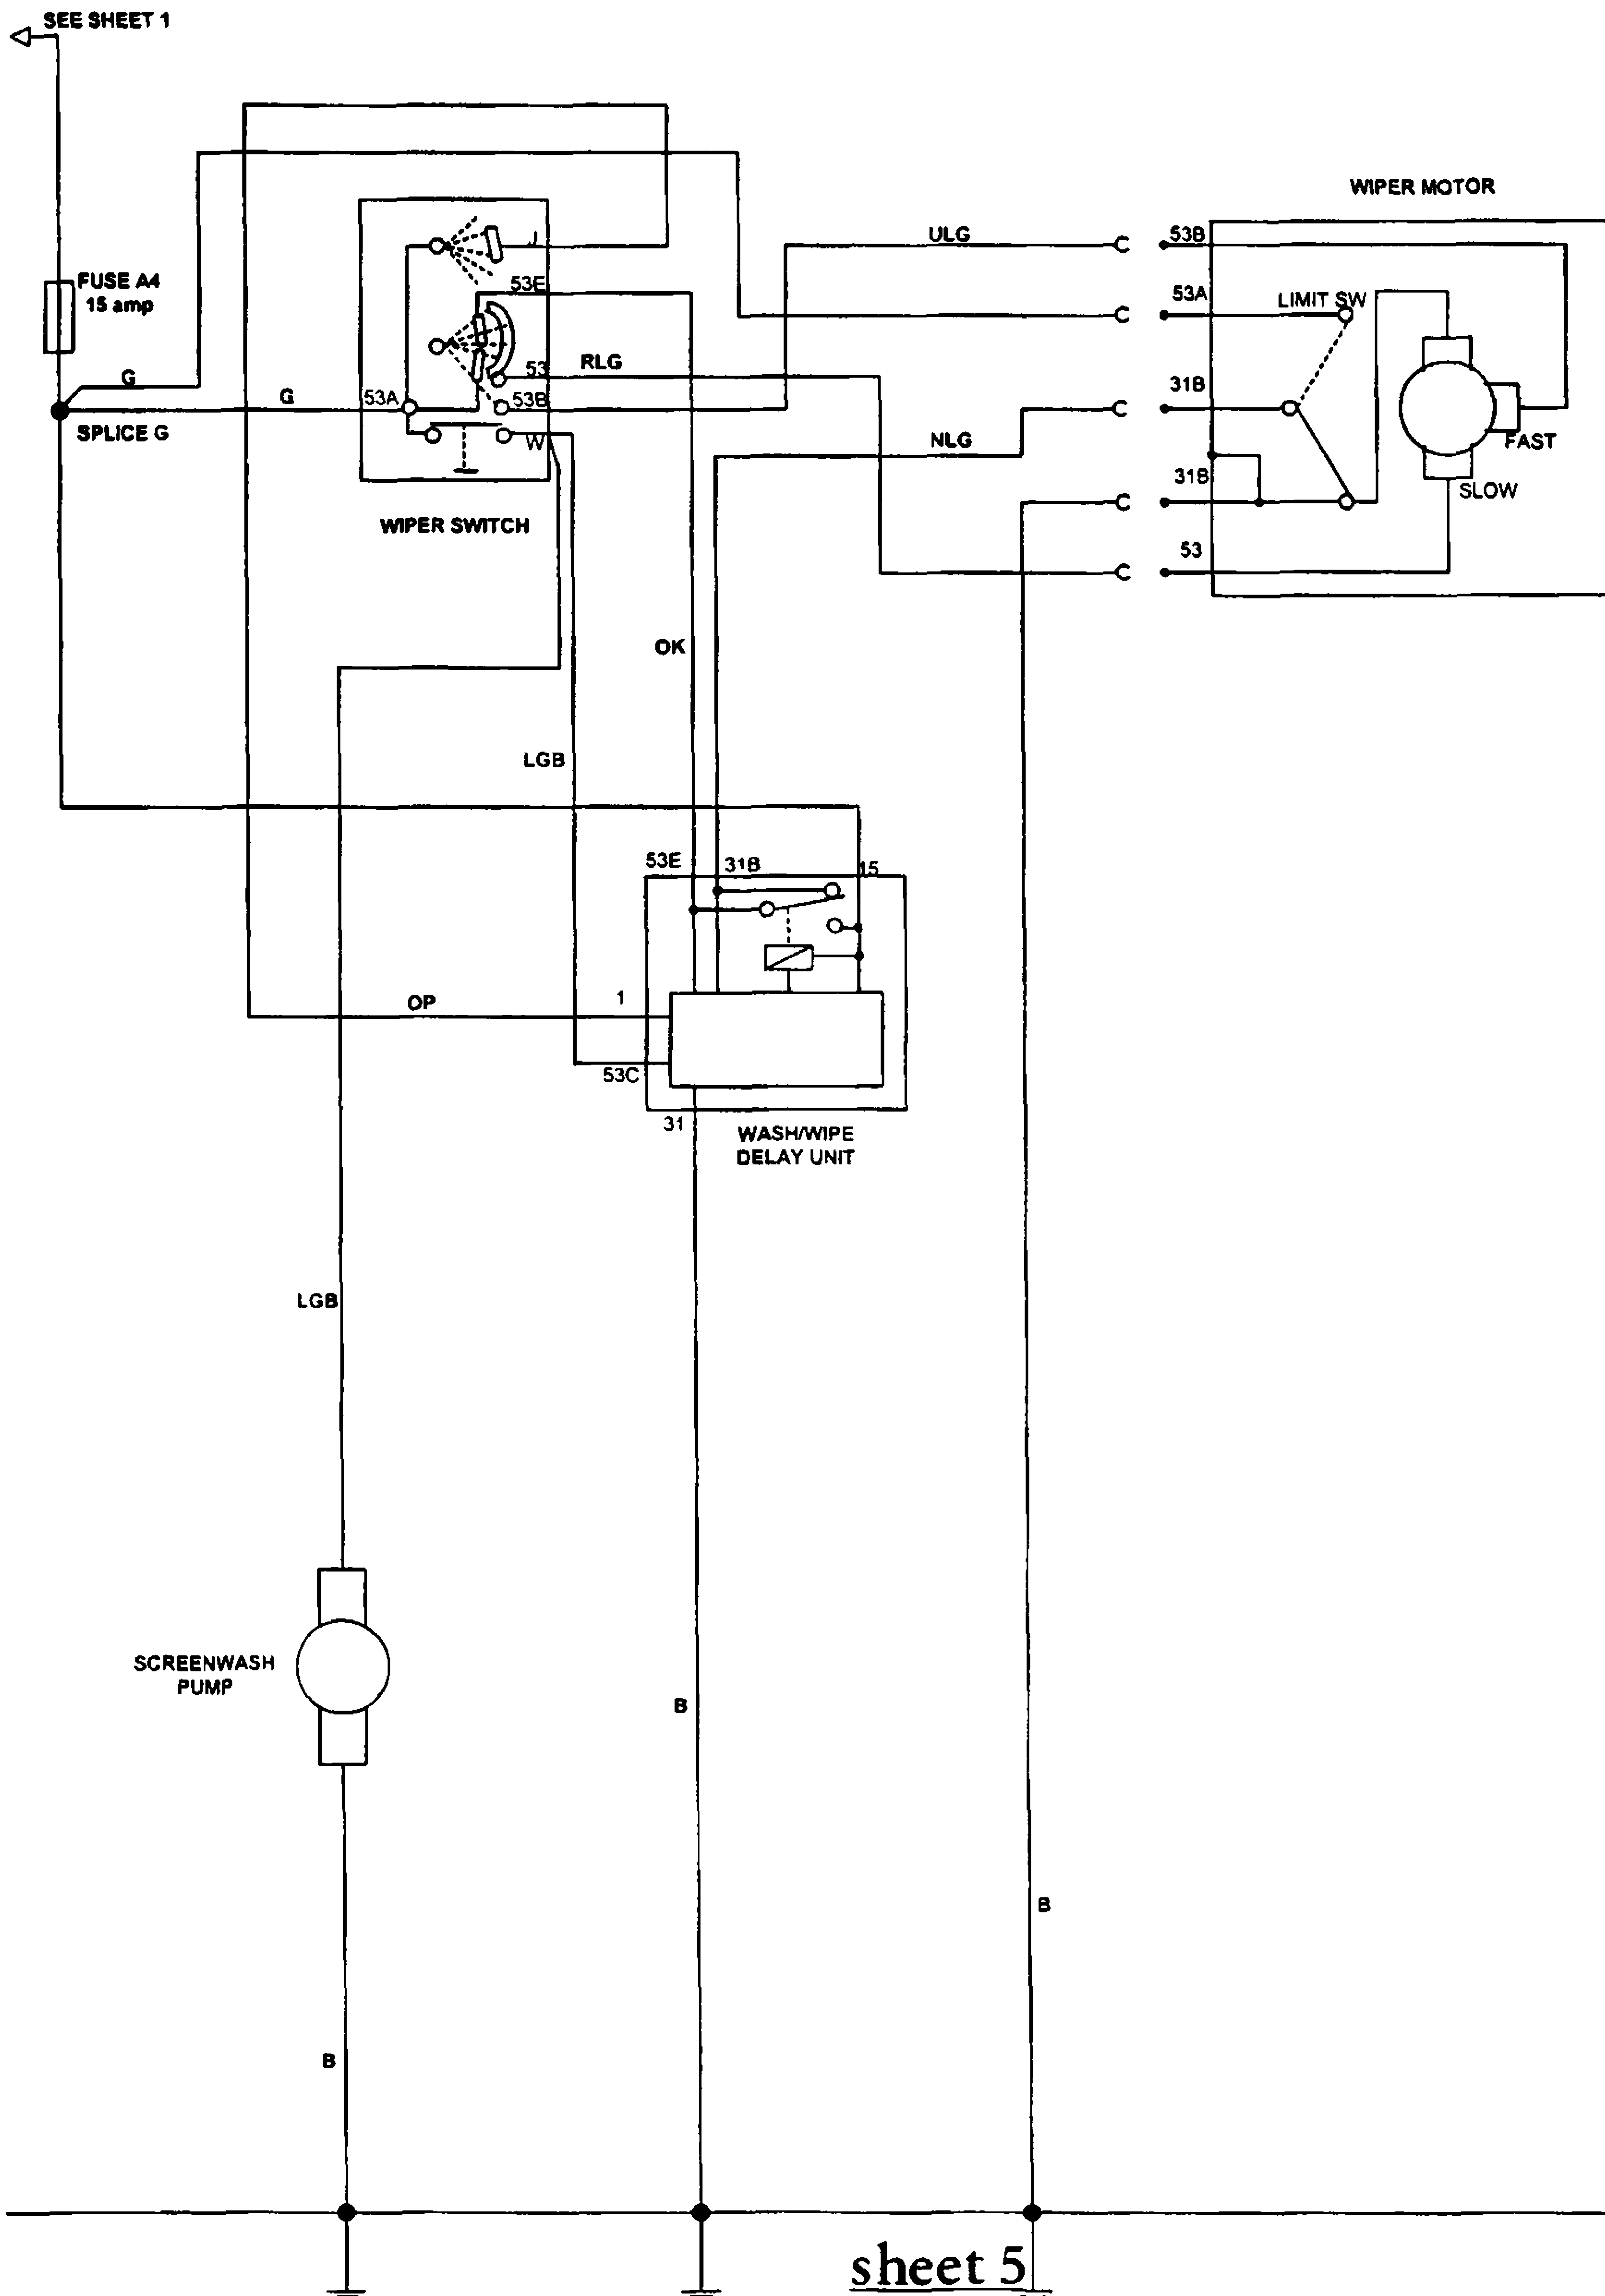 SEE SHEET 1
WIPER MOTOR
J
ULG
53B
FUSE A4
15 amp
53E
53A
LIMIT SW
53
RLG
31B
G
G
53A
53B
SPLICE G
W
NLG
FAST
31B
SLOW
WIPER SWITCH
53
OK
LGB
53E
31B
15
OP
1
53C
31
WASH/WIPE
DELAY UNIT
LGB
SCREENWASH
PUMP
B
B
B
sheet 5